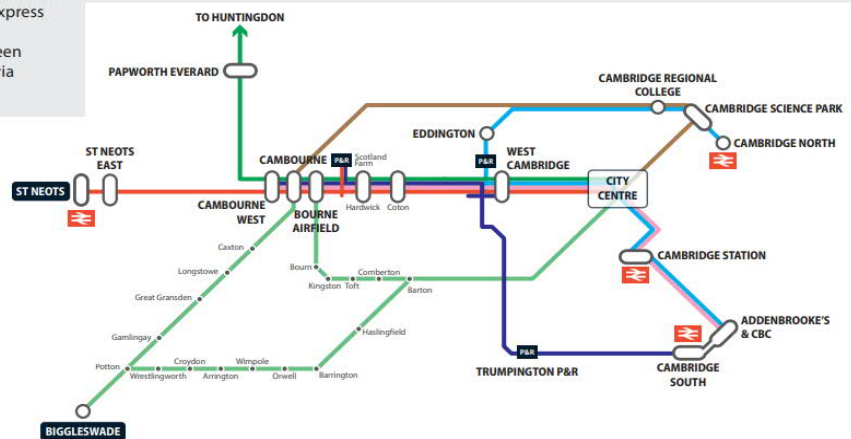 xpress
een
ia
TO HUNTINGDON
PAPWORTH EVERARD
CAMBRIDGE REGIONAL
COLLEGE
CAMBRIDGE SCIENCE PARK
EDDINGTON
CAMBRIDGE NORTH
ST NEOTS
EAST
CAMBOURNE
P&R
Scotland
Farm
P&R
WEST
CAMBRIDGE
ST NEOTS
CITY
CENTRE
CAMBOURNE
WEST
BOURNE
AIRFIELD
Hardwick
Coton
Caxton
CAMBRIDGE STATION
Longstowe
Bourn
Comberton
Kingston
Toft
Barton
Great Gransden
ADDENBROOKE'S
& CBC
Haslingfield
Gamlingay
P&R
TRUMPINGTON P&R
CAMBRIDGE
SOUTH
Potton
Croydon
Wimpole
Wrestlingworth
Arrington
Orwell
Barrington
BIGGLESWADE